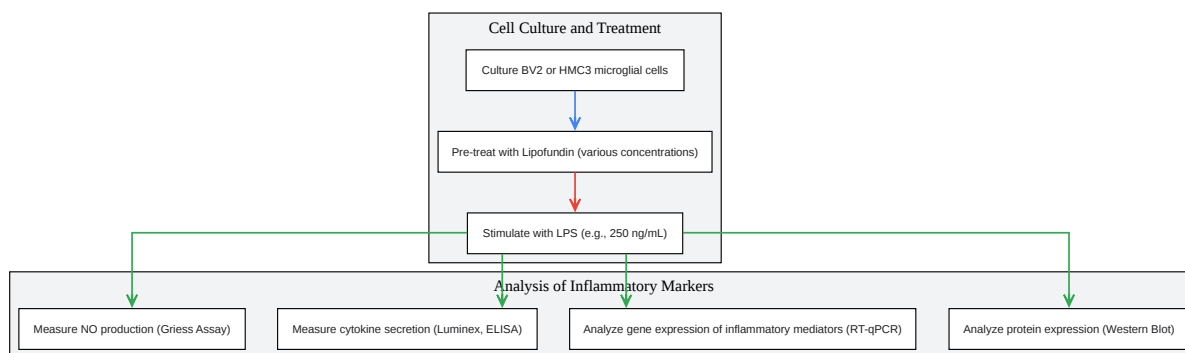 Cell Culture and Treatment
Culture BV2 or HMC3 microglial cells
Pre-treat with Lipofundin (various concentrations)
Stimulate with LPS (e.g., 250 ng/mL)
Analysis of Inflammatory Markers
Measure NO production (Griess Assay)
Measure cytokine secretion (Luminex, ELISA)
Analyze gene expression of inflammatory mediators (RT-qPCR)
Analyze protein expression (Western Blot)